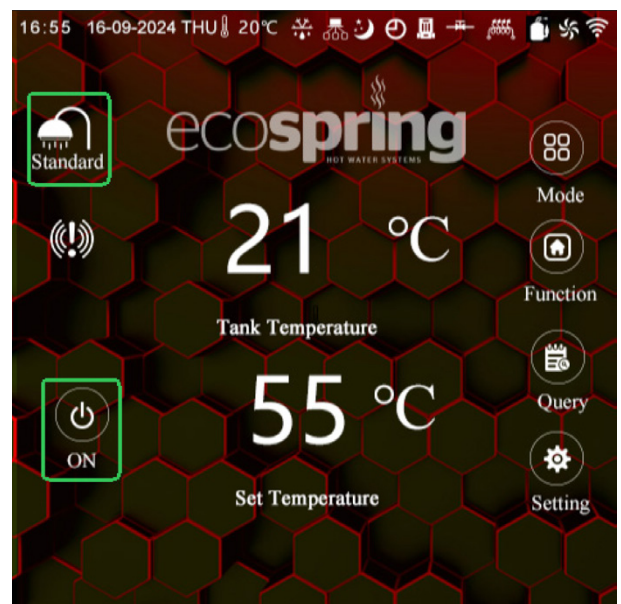 16:55 16-09-2024 THU 20℃
ecospring
HOT WATER SYSTEMS
Standard
Mode
21 °C
Function
Tank Temperature
55 °C
Query
ON
Set Temperature
Setting